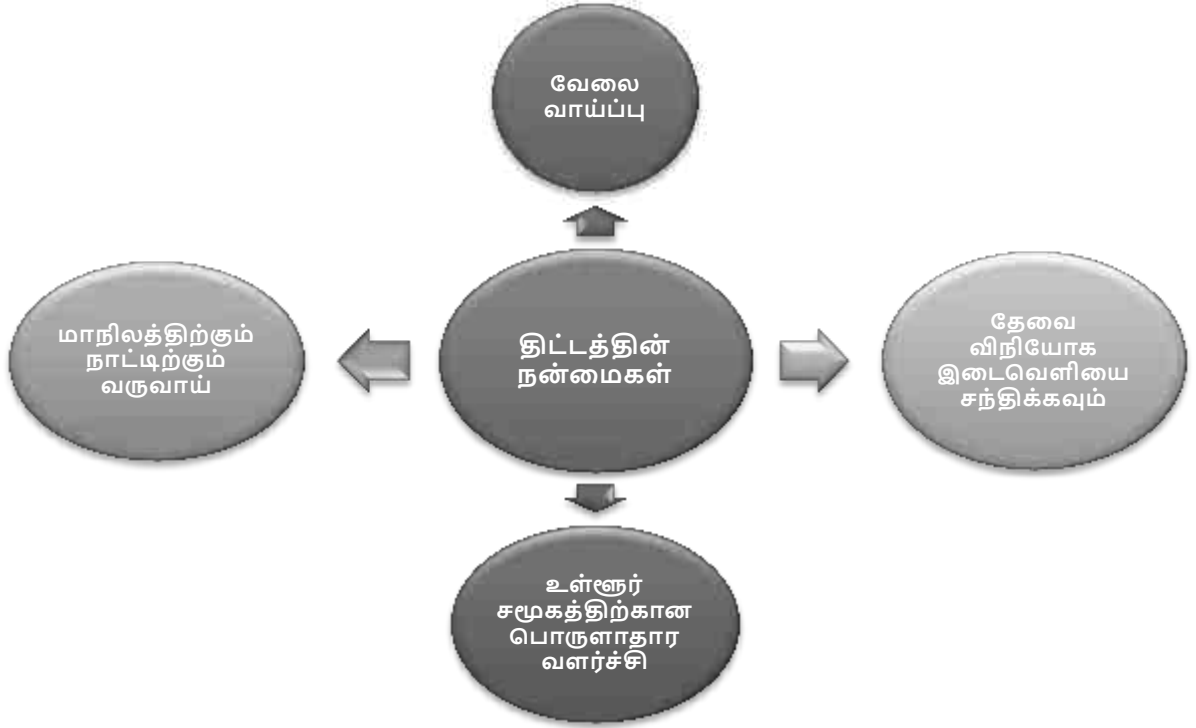 வேலை
வாய்ப்பு
மாநிலத்திற்கும்
நாட்டிற்கும்
வருவாய்
திட்டத்தின்
நன்மைகள்
தேவை
விநியோக
இடைவெளியை
சந்திக்கவும்
உள்ளூர்
சமூகத்திற்கான
பொருளாதார
வளர்ச்சி